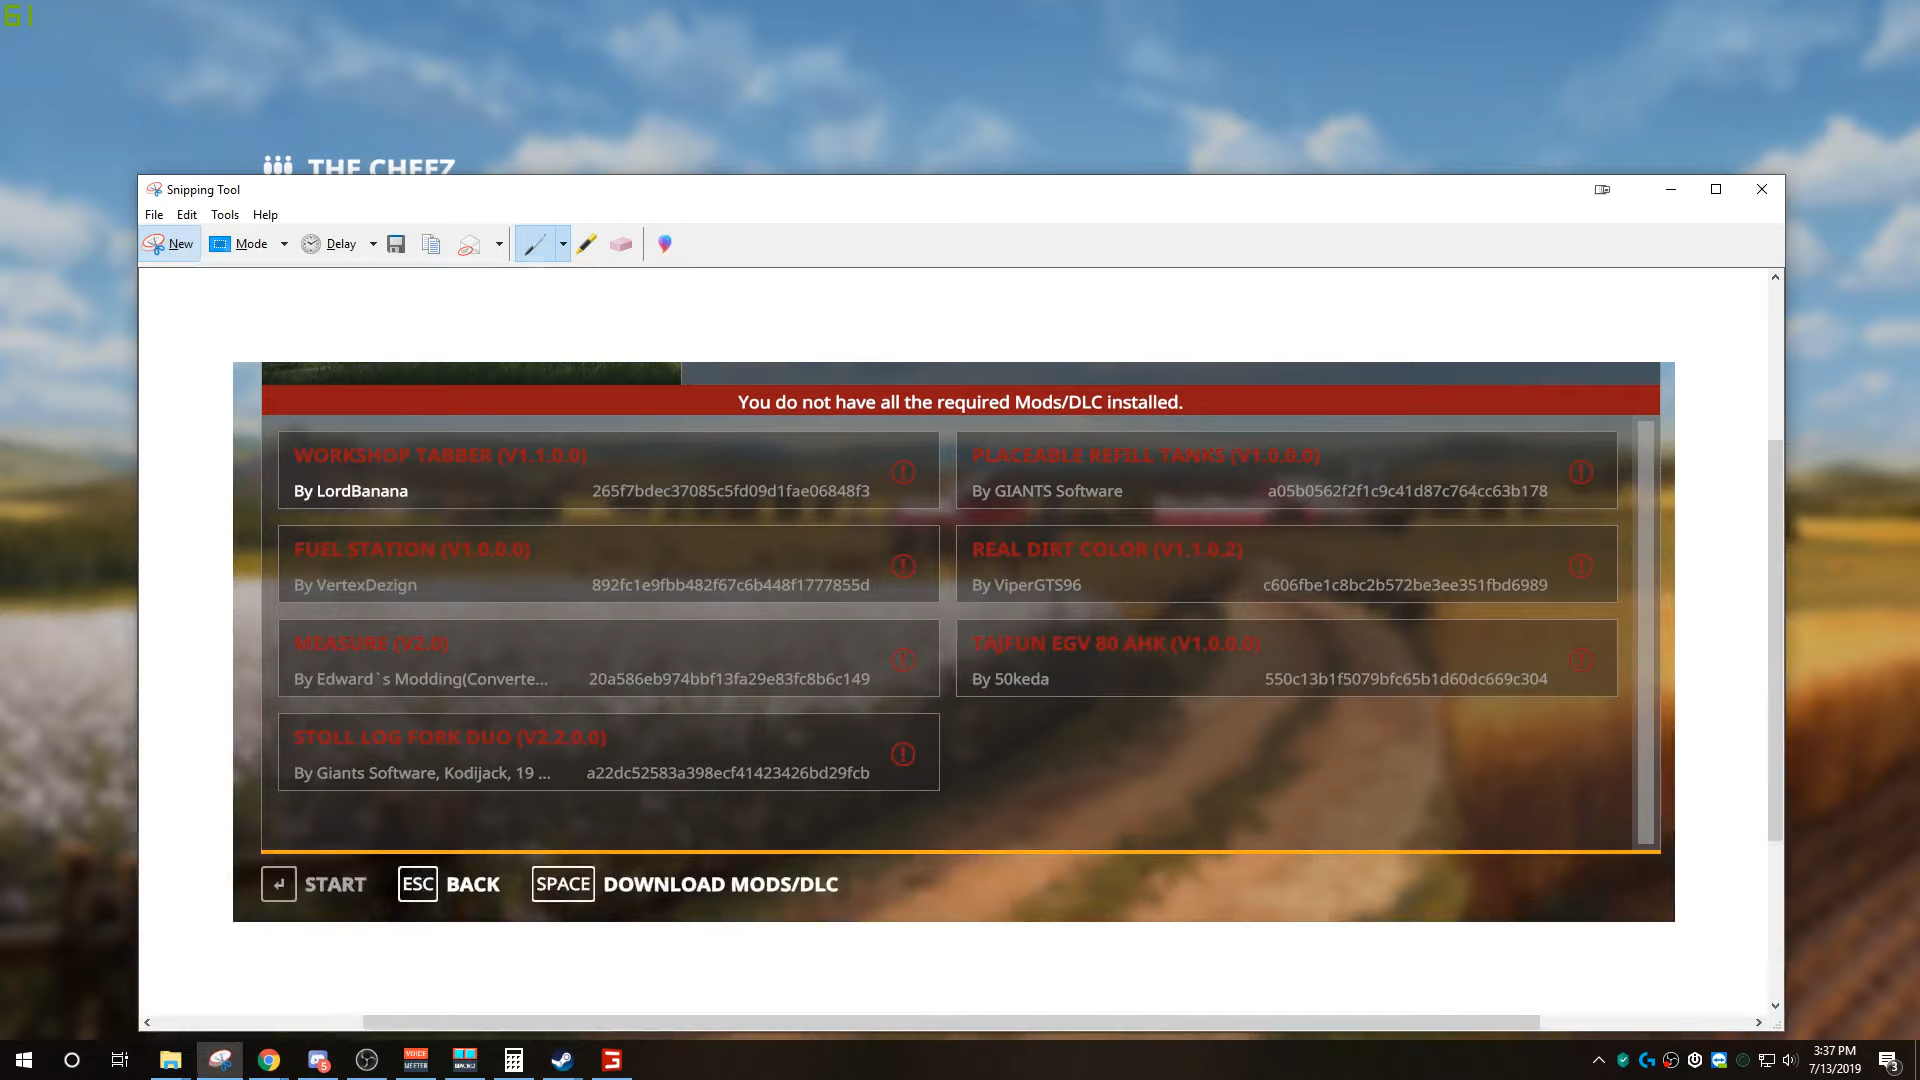 61
THE CHEEZ
Snipping Tool
File Edit Tools Help
New Mode Delay
You do not have all the required Mods/DLC installed.
WORKSHOP TABBER (V1.1.0.0)
By LordBanana 265f7bdec37085c5fd09d1fae06848f3
PLACEABLE REFILL TANKS (V1.0.0.0)
By GIANTS Software a05b0562f2f1c9c41d87c764cc63b178
FUEL STATION (V1.0.0.0)
By VertexDezign 892fc1e9fbb482f67c6b448f1777855d
REAL DIRT COLOR (V1.1.0.2)
By ViperGTS96 c606fbe1c8bc2b572be3ee351fbd6989
MEASURE (V2.0)
By Edward`s Modding(Converte... 20a586eb974bbf13fa29e83fc8b6c149
TAJFUN EGV 80 AHK (V1.0.0.0)
By 50keda 550c13b1f5079bfc65b1d60dc669c304
STOLL LOG FORK DUO (V2.2.0.0)
By Giants Software, Kodijack, 19 ... a22dc52583a398ecf41423426bd29fcb
START ESC BACK SPACE DOWNLOAD MODS/DLC
5
VOICE
MEETER
MACRO
3:37 PM
7/13/2019
3